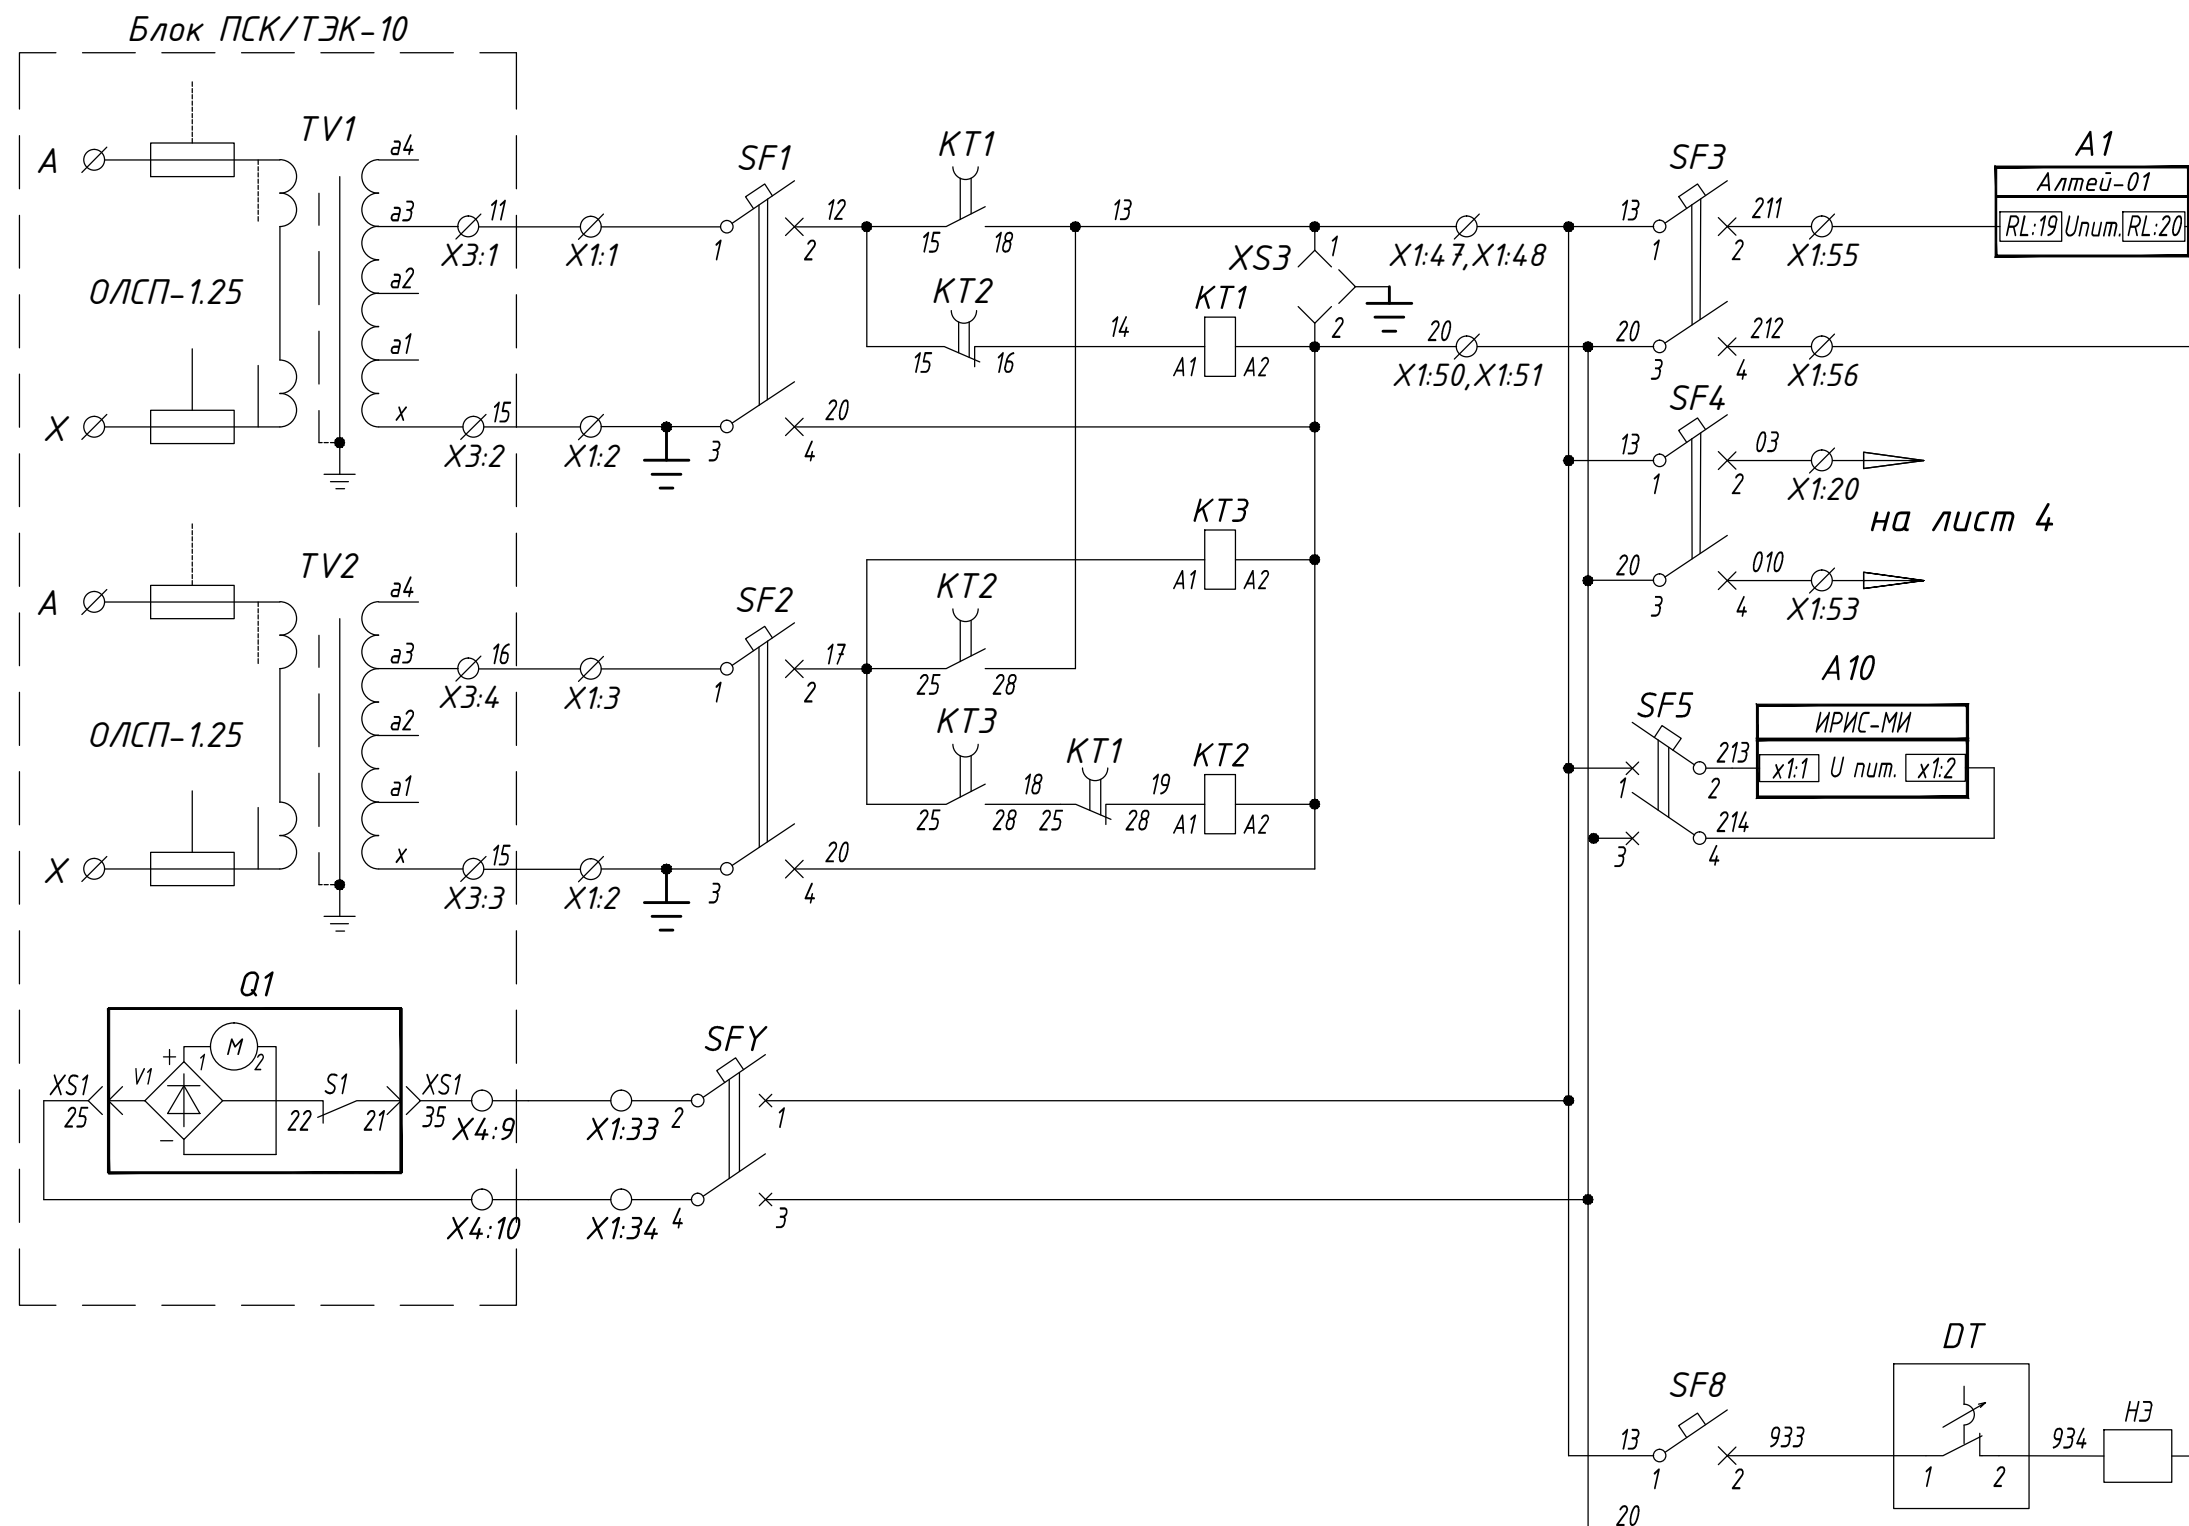 Блок ПСК/ТЭК-10
TV1
A
a4
a3
a2
a1
x
ОЛСП-1.25
X
11
X3:1
X1:1
15
X3:2
X1:2
SF1
1
2
3
4
12
20
KT1
15
18
13
KT2
15
16
14
KT1
A1
A2
XS3
1
2
X1:47,X1:48
20
X1:50,X1:51
SF3
13
1
2
211
X1:55
20
3
4
212
X1:56
A1
Алтей-01
RL:19
Uпит.
RL:20
SF4
13
1
2
03
X1:20
на лист 4
20
3
4
010
X1:53
TV2
A
a4
a3
a2
a1
x
ОЛСП-1.25
X
16
X3:4
X1:3
15
X3:3
X1:2
SF2
1
2
3
4
17
20
KT3
A1
A2
KT2
25
28
KT3
25
28
18
KT1
25
28
19
KT2
A1
A2
SF5
1
2
213
3
4
214
A10
ИРИС-МИ
x1:1
U пит.
x1:2
Q1
XS1
25
V1
+
−
1
M
2
S1
22
21
XS1
35
X4:9
X1:33
SFY
2
1
X4:10
X1:34
4
3
SF8
13
1
2
933
DT
1
2
934
НЭ
20